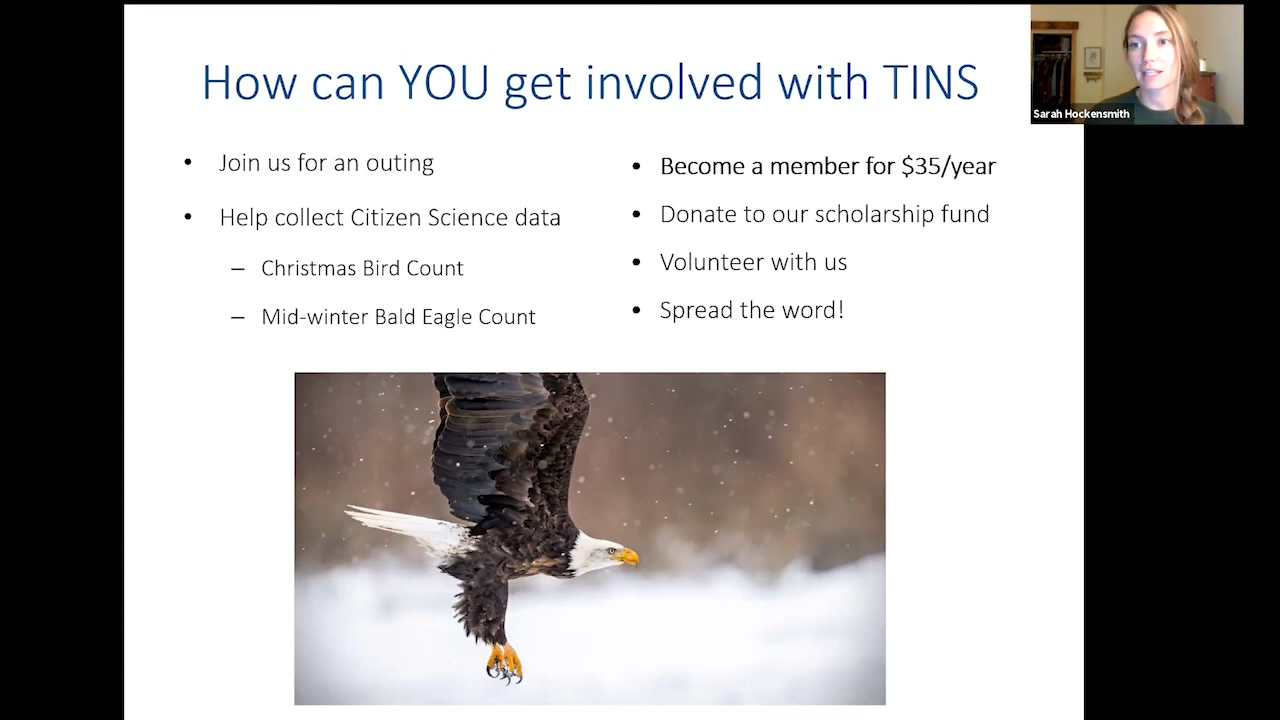 How can YOU get involved with TINS
Sarah Hockensmith
• Join us for an outing
• Help collect Citizen Science data
– Christmas Bird Count
– Mid-winter Bald Eagle Count
• Become a member for $35/year
• Donate to our scholarship fund
• Volunteer with us
• Spread the word!